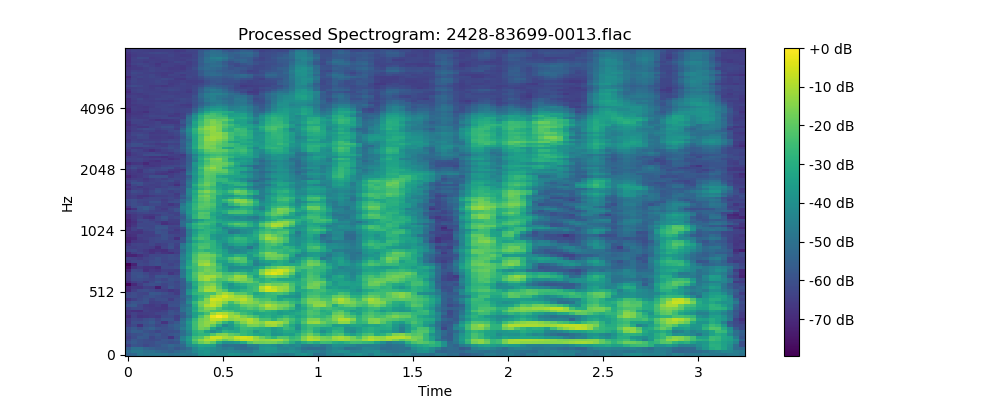 Processed Spectrogram: 2428-83699-0013.flac
Hz
4096
2048
1024
512
0
0 0.5 1 1.5 2 2.5 3
Time
+0 dB
-10 dB
-20 dB
-30 dB
-40 dB
-50 dB
-60 dB
-70 dB